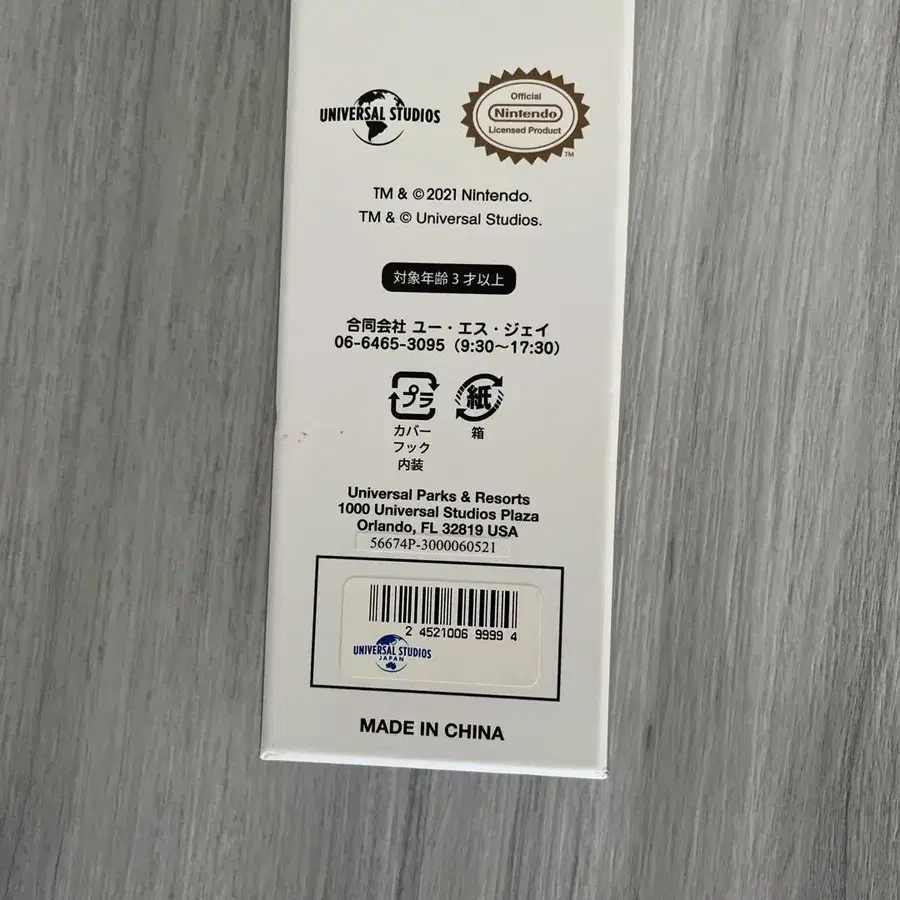 UNIVERSAL STUDIOS
Official
Nintendo
Licensed Product
TM
TM & © 2021 Nintendo.
TM & © Universal Studios.
対象年齢 3 才以上
合同会社 ユー・エス・ジェイ
06-6465-3095（9:30～17:30）
プラ
紙
カバー
フック
内装
箱
Universal Parks & Resorts
1000 Universal Studios Plaza
Orlando, FL 32819 USA
56674P-3000060521
2 4521006 9999 4
UNIVERSAL STUDIOS
JAPAN
MADE IN CHINA